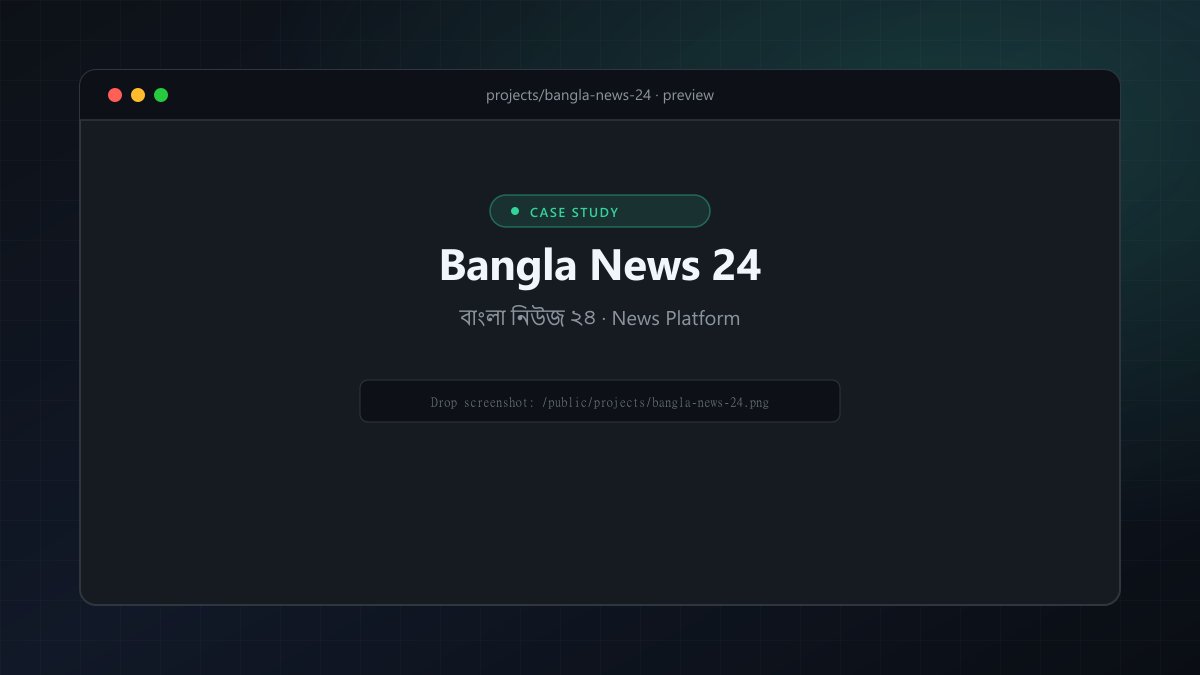 projects/bangla-news-24 · preview
CASE STUDY
Bangla News 24
বাংলা নিউজ ২৪ · News Platform
Drop screenshot: /public/projects/bangla-news-24.png